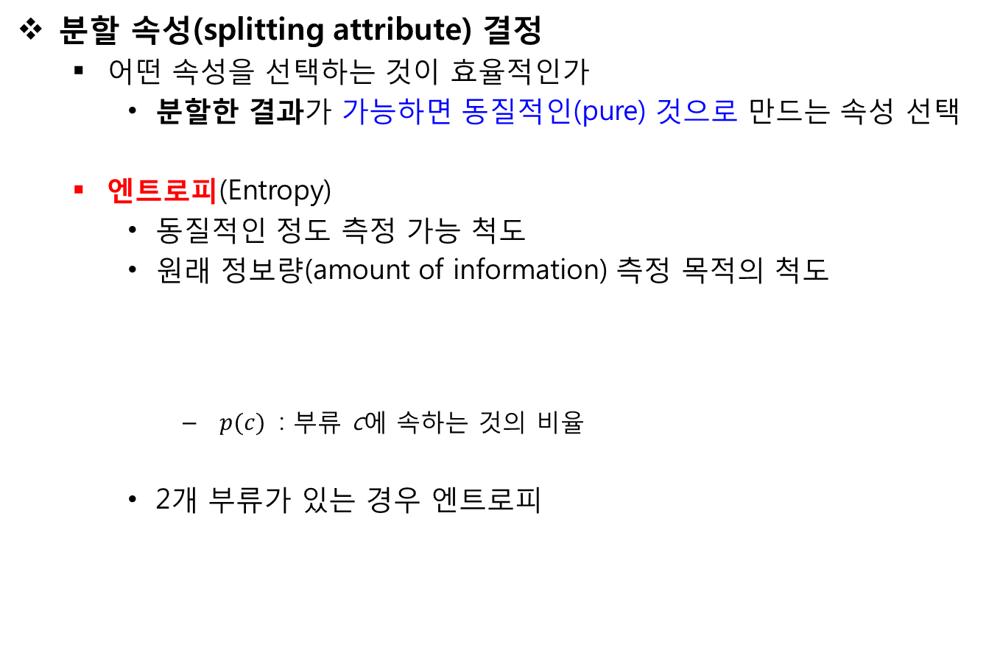 ❖ 분할 속성(splitting attribute) 결정
▪ 어떤 속성을 선택하는 것이 효율적인가
• 분할한 결과가 가능하면 동질적인(pure) 것으로 만드는 속성 선택
▪ 엔트로피(Entropy)
• 동질적인 정도 측정 가능 척도
• 원래 정보량(amount of information) 측정 목적의 척도
– p(c) : 부류 c에 속하는 것의 비율
• 2개 부류가 있는 경우 엔트로피